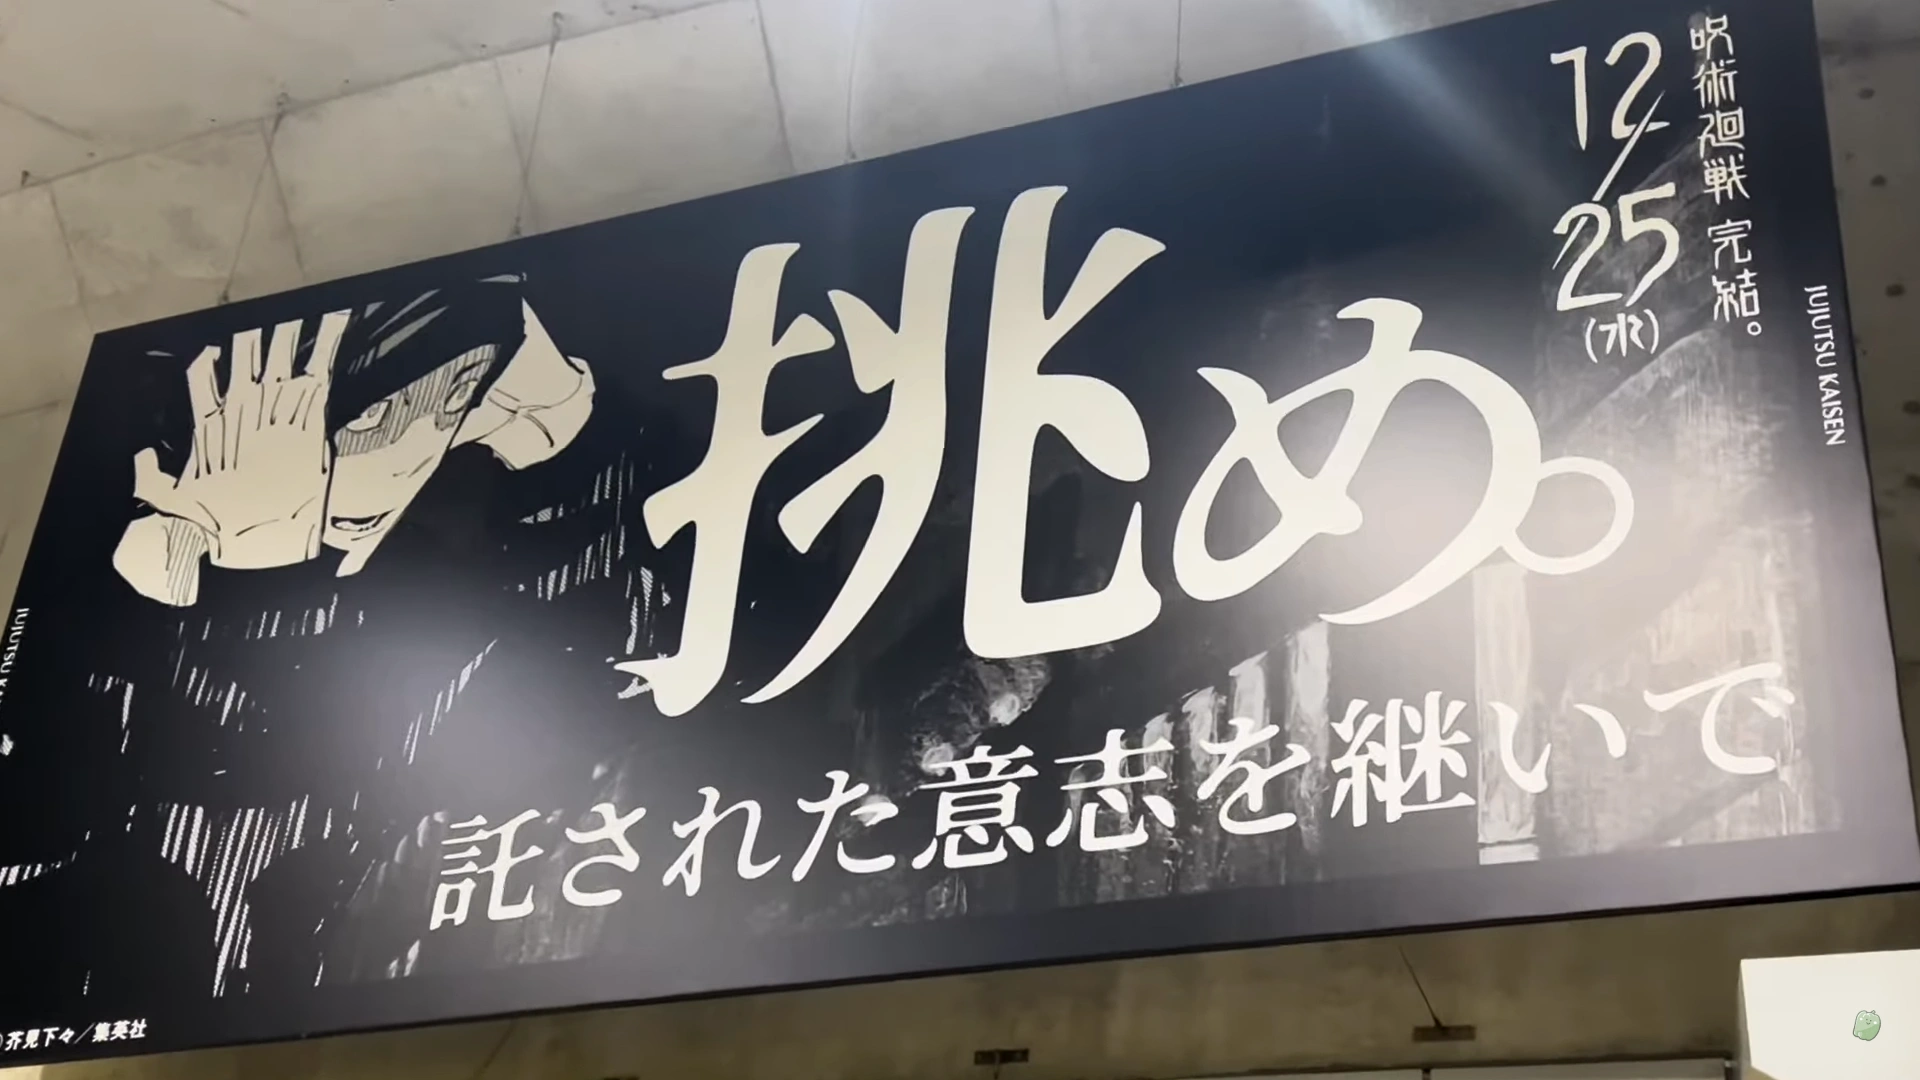 呪術廻戦 完結。
12/25
(水)
JUJUTSU KAISEN
挑め。
託された意志を継いで
JUJUTSU
芥見下々/集英社